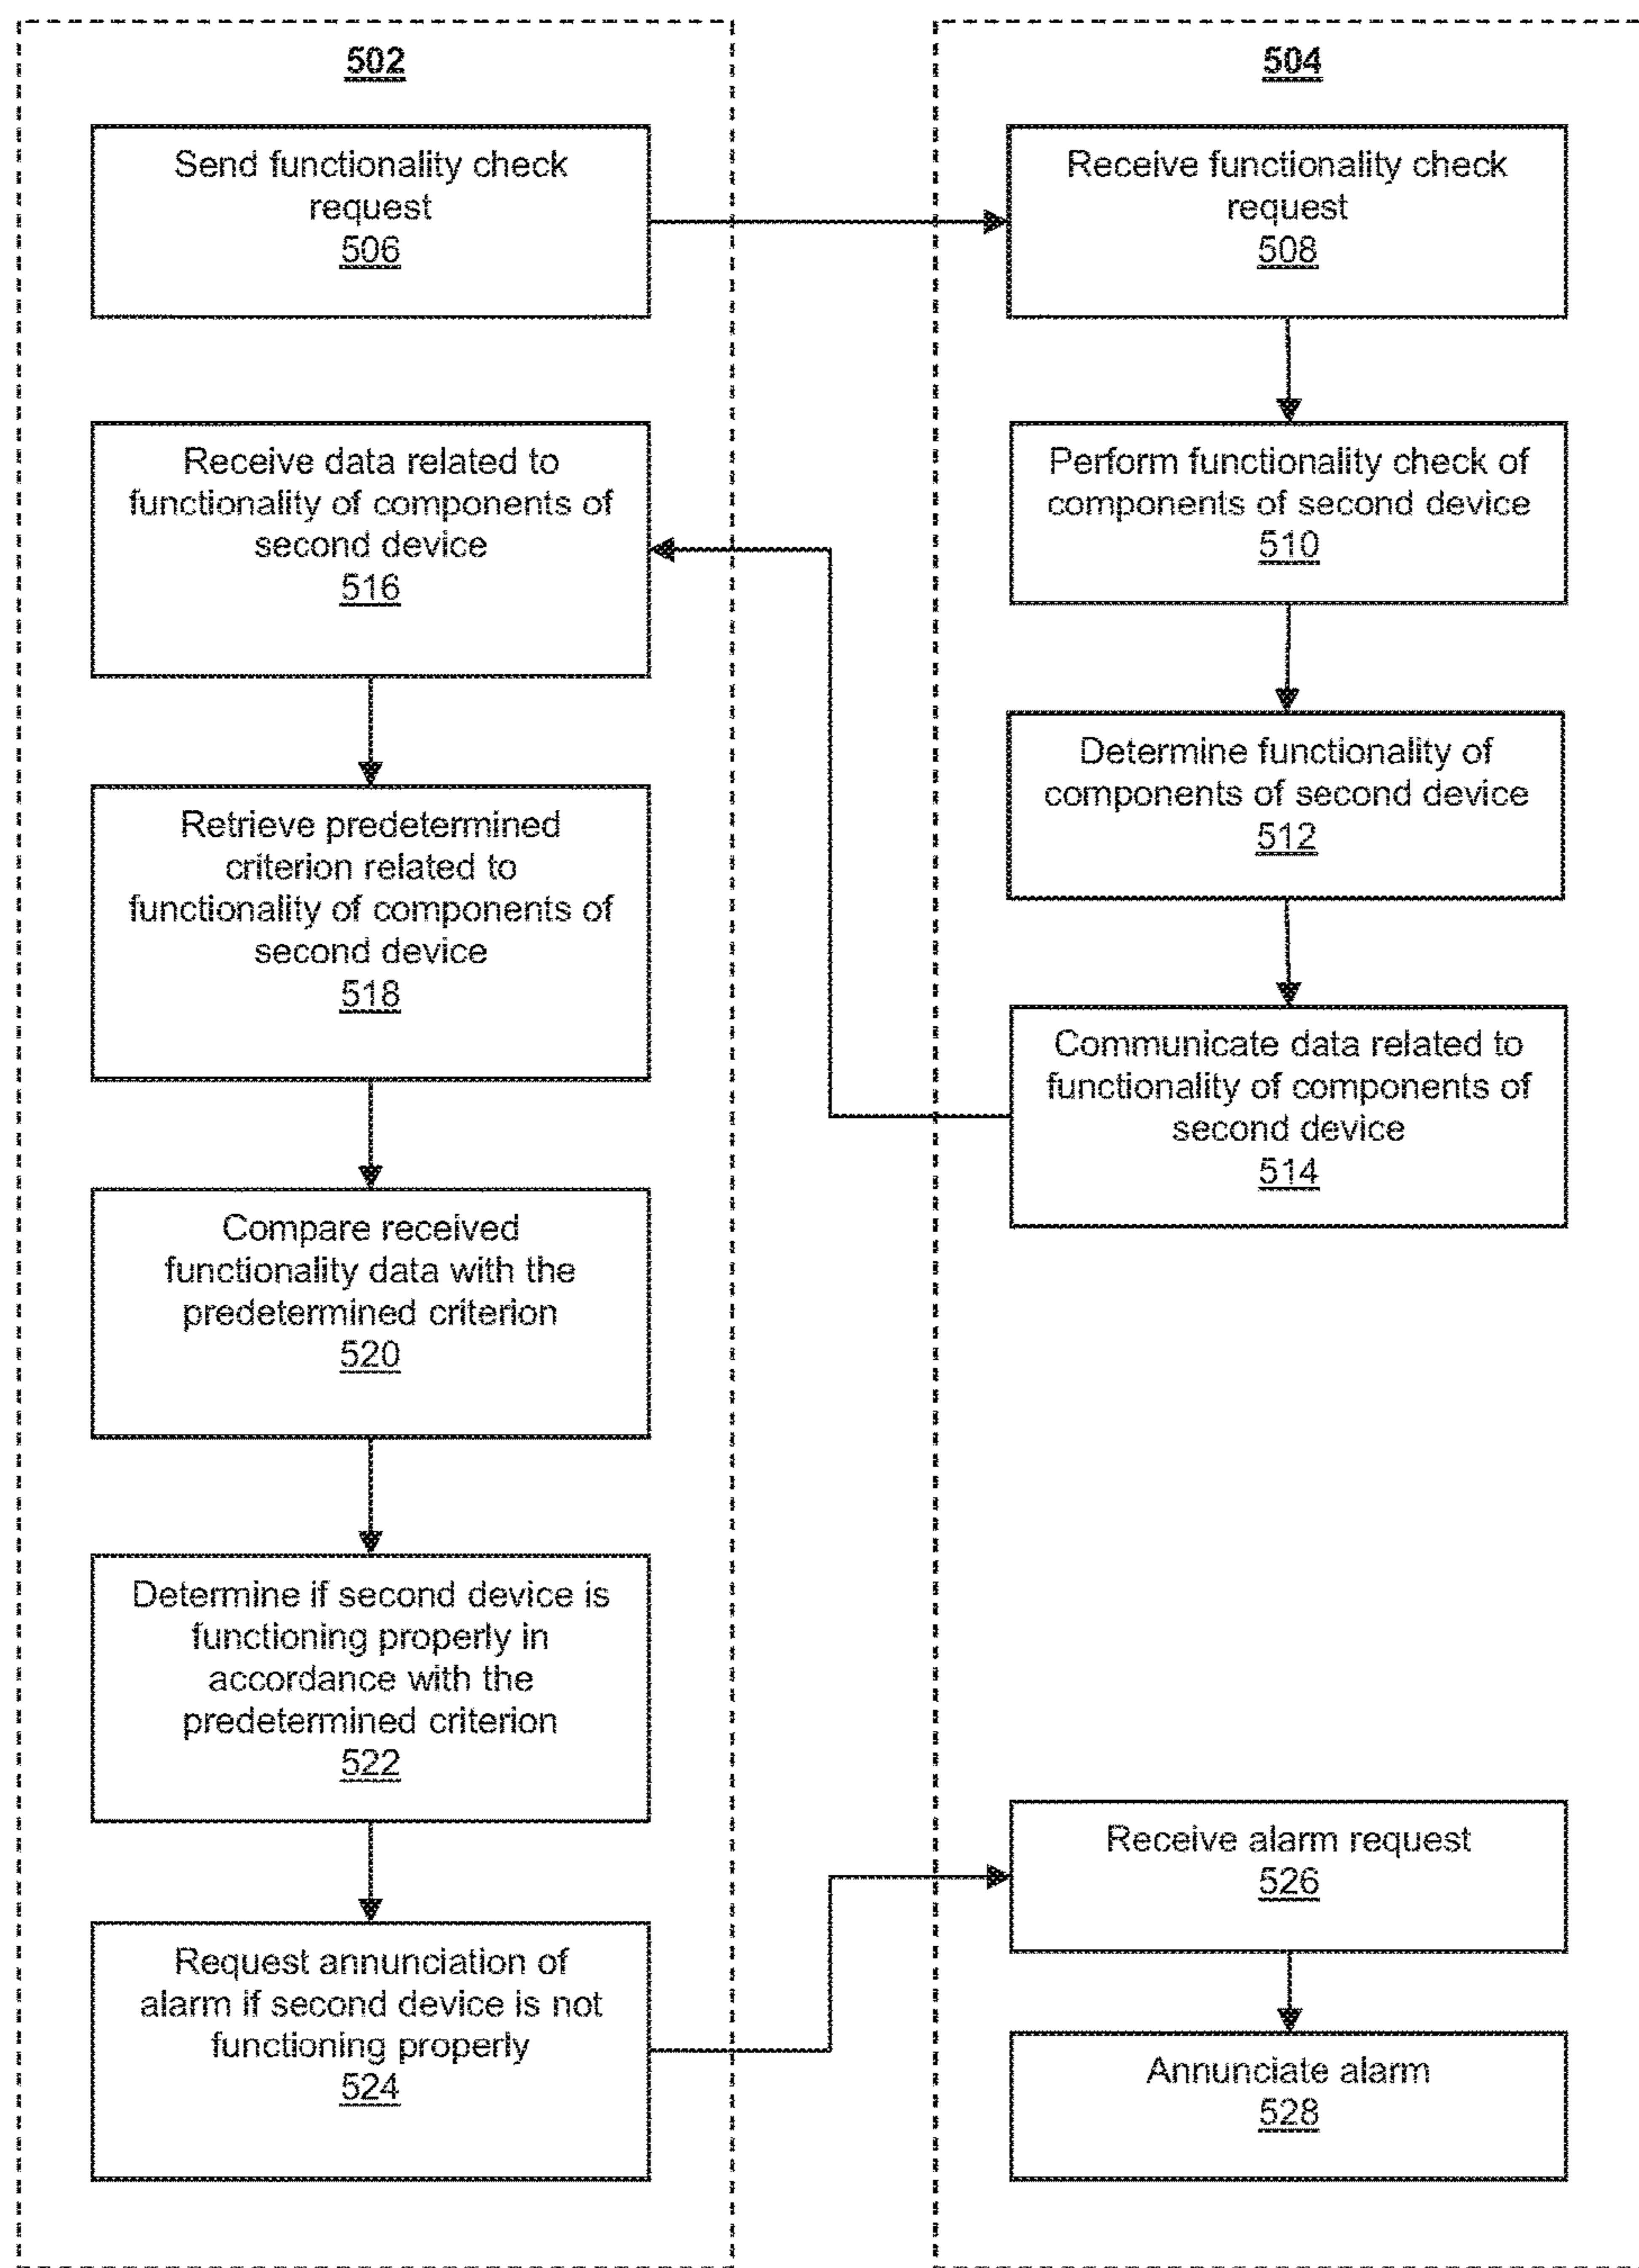 502
Send functionality check
request
506
Receive data related to
functionality of components of
second device
516
Retrieve predetermined
criterion related to
functionality of components of
second device
518
Compare received
functionality data with the
predetermined criterion
520
Determine if second device is
functioning properly in
accordance with the
predetermined criterion
522
Request annunciation of
alarm if second device is not
functioning properly
524
504
Receive functionality check
request
508
Perform functionality check of
components of second device
510
Determine functionality of
components of second device
512
Communicate data related to
functionality of components of
second device
514
Receive alarm request
526
Annunciate alarm
528